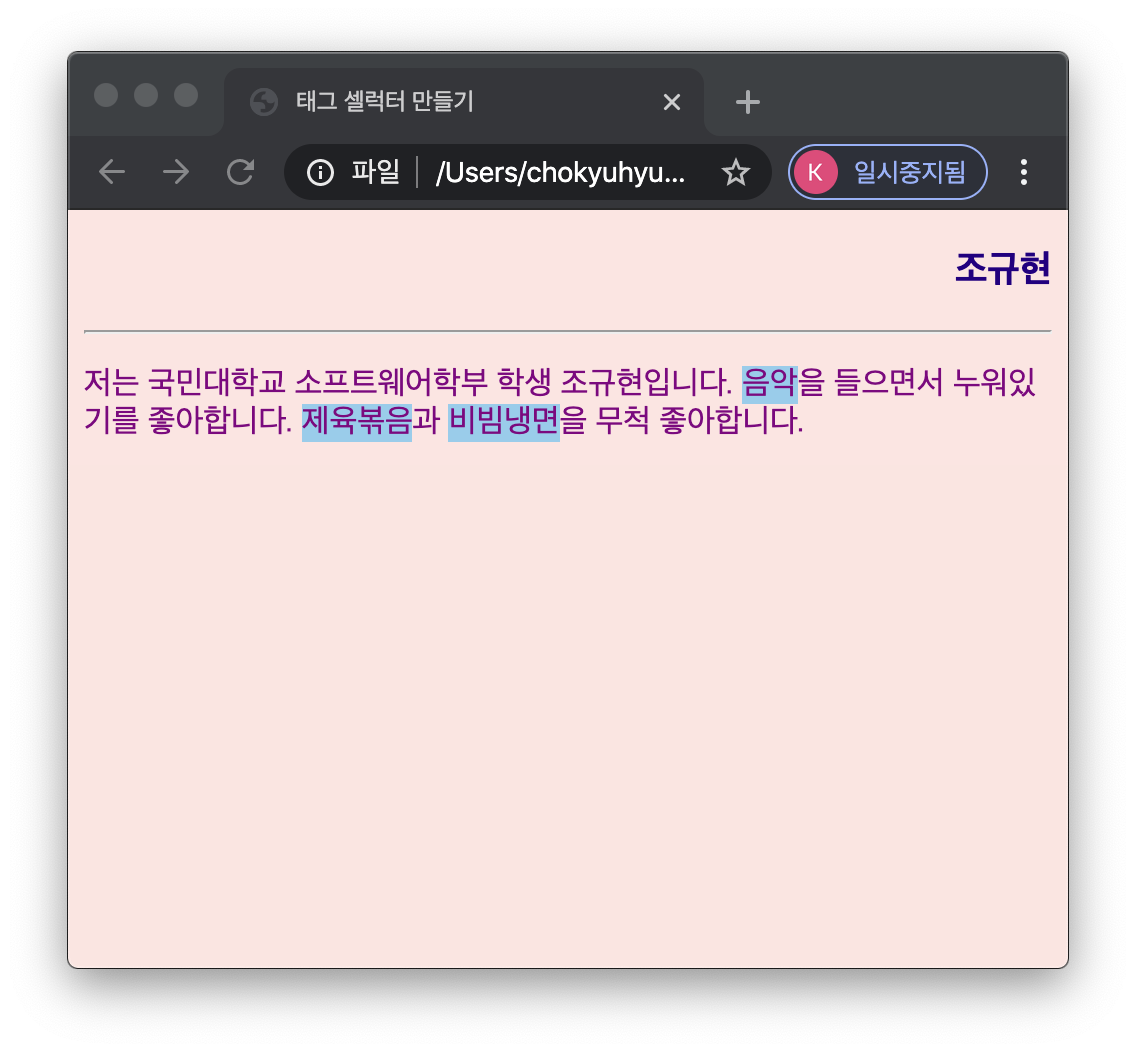 태그 셀럭터 만들기
파일 /Users/chokyuhyu... K 일시중지됨
조규현
저는 국민대학교 소프트웨어학부 학생 조규현입니다. 음악을 들으면서 누워있
기를 좋아합니다. 제육볶음과 비빔냉면을 무척 좋아합니다.